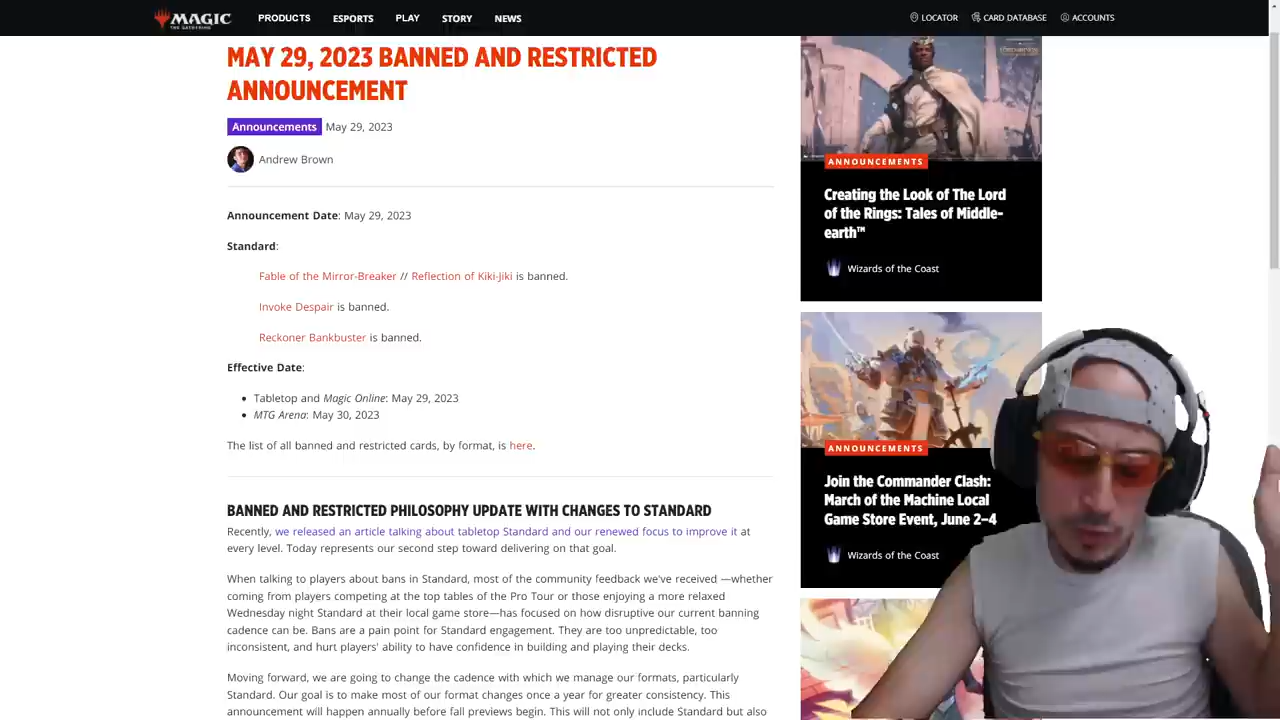 MAGIC
THE GATHERING
PRODUCTS
ESPORTS
PLAY
STORY
NEWS
LOCATOR
CARD DATABASE
ACCOUNTS
MAY 29, 2023 BANNED AND RESTRICTED
ANNOUNCEMENT
Announcements May 29, 2023
Andrew Brown
Announcement Date: May 29, 2023
Standard:
Fable of the Mirror-Breaker // Reflection of Kiki-Jiki is banned.
Invoke Despair is banned.
Reckoner Bankbuster is banned.
Effective Date:
• Tabletop and Magic Online: May 29, 2023
• MTG Arena: May 30, 2023
The list of all banned and restricted cards, by format, is here.
BANNED AND RESTRICTED PHILOSOPHY UPDATE WITH CHANGES TO STANDARD
Recently, we released an article talking about tabletop Standard and our renewed focus to improve it at
every level. Today represents our second step toward delivering on that goal.
When talking to players about bans in Standard, most of the community feedback we've received —whether
coming from players competing at the top tables of the Pro Tour or those enjoying a more relaxed
Wednesday night Standard at their local game store—has focused on how disruptive our current banning
cadence can be. Bans are a pain point for Standard engagement. They are too unpredictable, too
inconsistent, and hurt players' ability to have confidence in building and playing their decks.
Moving forward, we are going to change the cadence with which we manage our formats, particularly
Standard. Our goal is to make most of our format changes once a year for greater consistency. This
announcement will happen annually before fall previews begin. This will not only include Standard but also
ANNOUNCEMENTS
Creating the Look of The Lord
of the Rings: Tales of Middle-
earth™
Wizards of the Coast
ANNOUNCEMENTS
Join the Commander Clash:
March of the Machine Local
Game Store Event, June 2–4
Wizards of the Coast